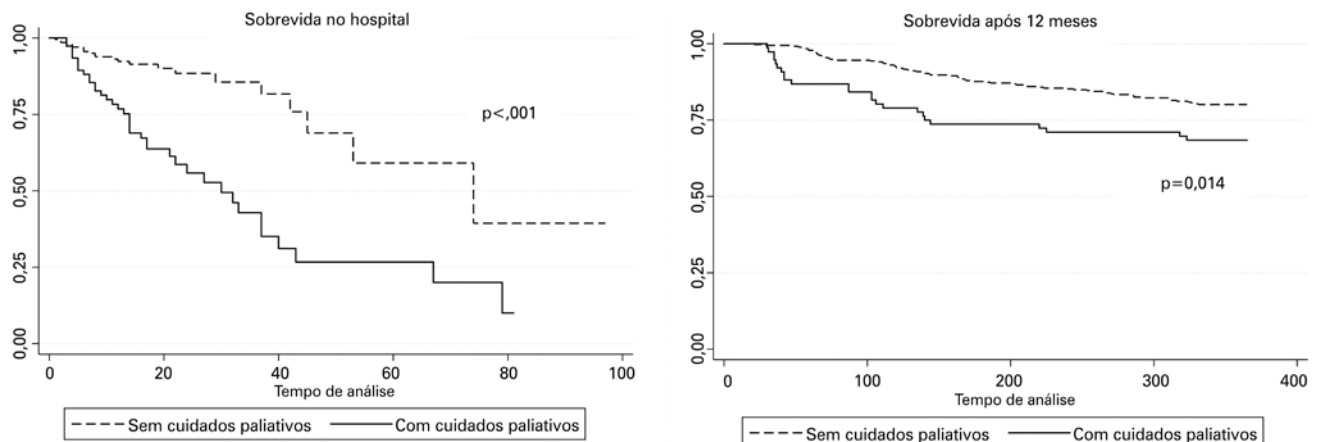 Sobrevida no hospital
1,00
0,75
0,50
0,25
0,00
p<,001
0 20 40 60 80 100
Tempo de análise
Sem cuidados paliativos Com cuidados paliativos
Sobrevida após 12 meses
1,00
0,75
0,50
0,25
0,00
p=0,014
0 100 200 300 400
Tempo de análise
Sem cuidados paliativos Com cuidados paliativos